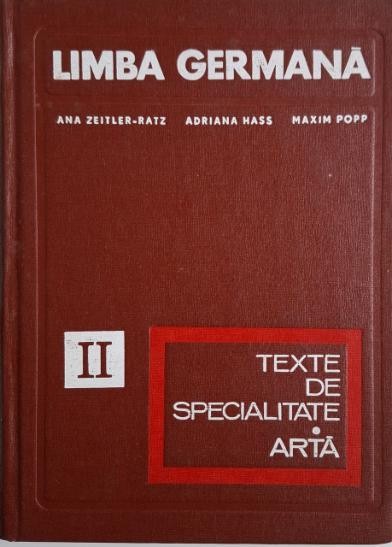 LIMBA GERMANĂ
ANA ZEITLER-RATZ ADRIANA HASS MAXIM POPP
II
TEXTE
DE
SPECIALITATE
• ARTĂ